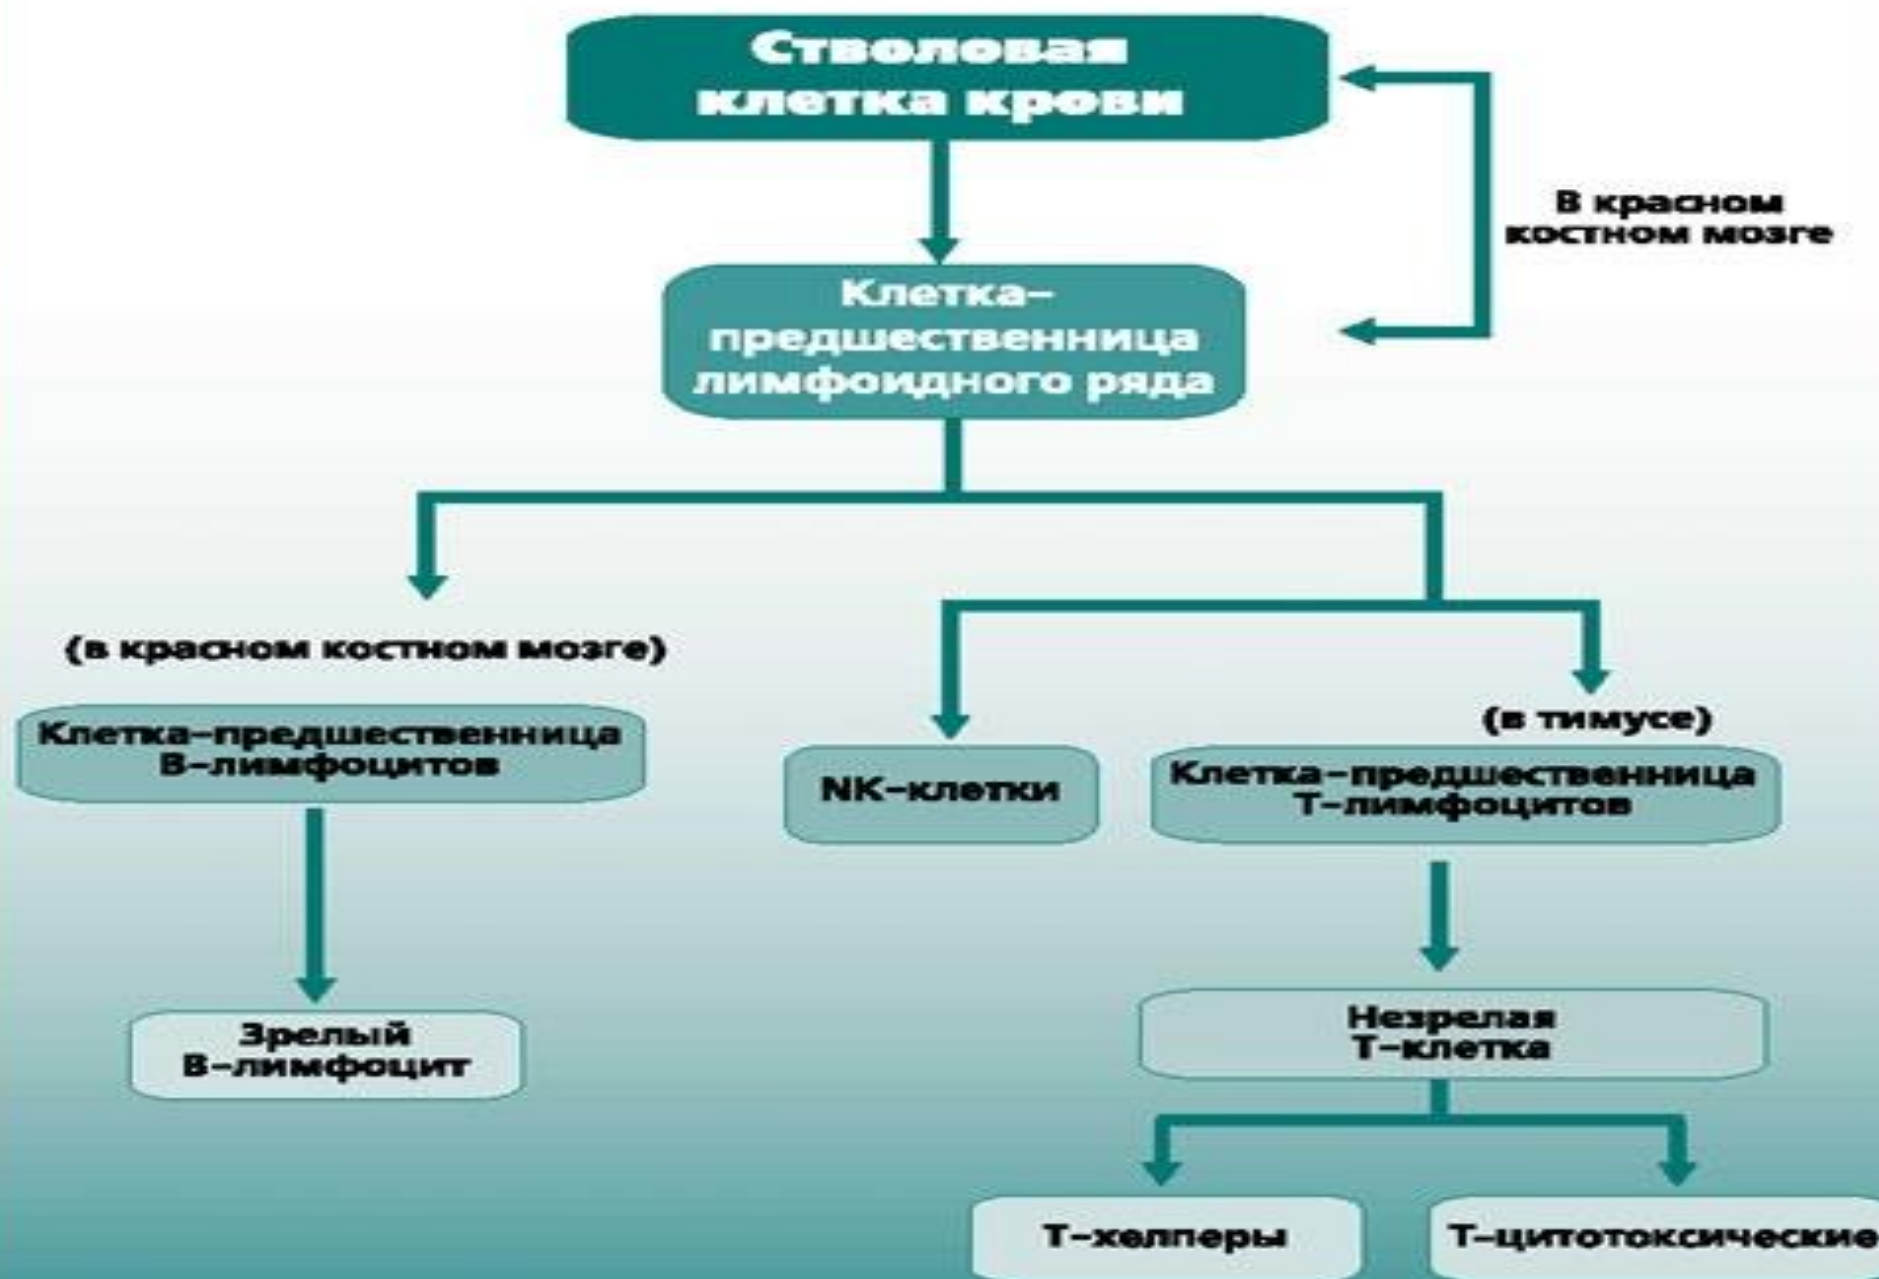 Стволовая
клетка крови
В красном
костном мозге
Клетка-
предшественница
лимфоидного ряда
(в красном костном мозге)
Клетка-предшественница
В-лимфоцитов
NK-клетки
(в тимусе)
Клетка-предшественница
Т-лимфоцитов
Зрелый
В-лимфоцит
Незрелая
Т-клетка
Т-хелперы
Т-цитотоксические